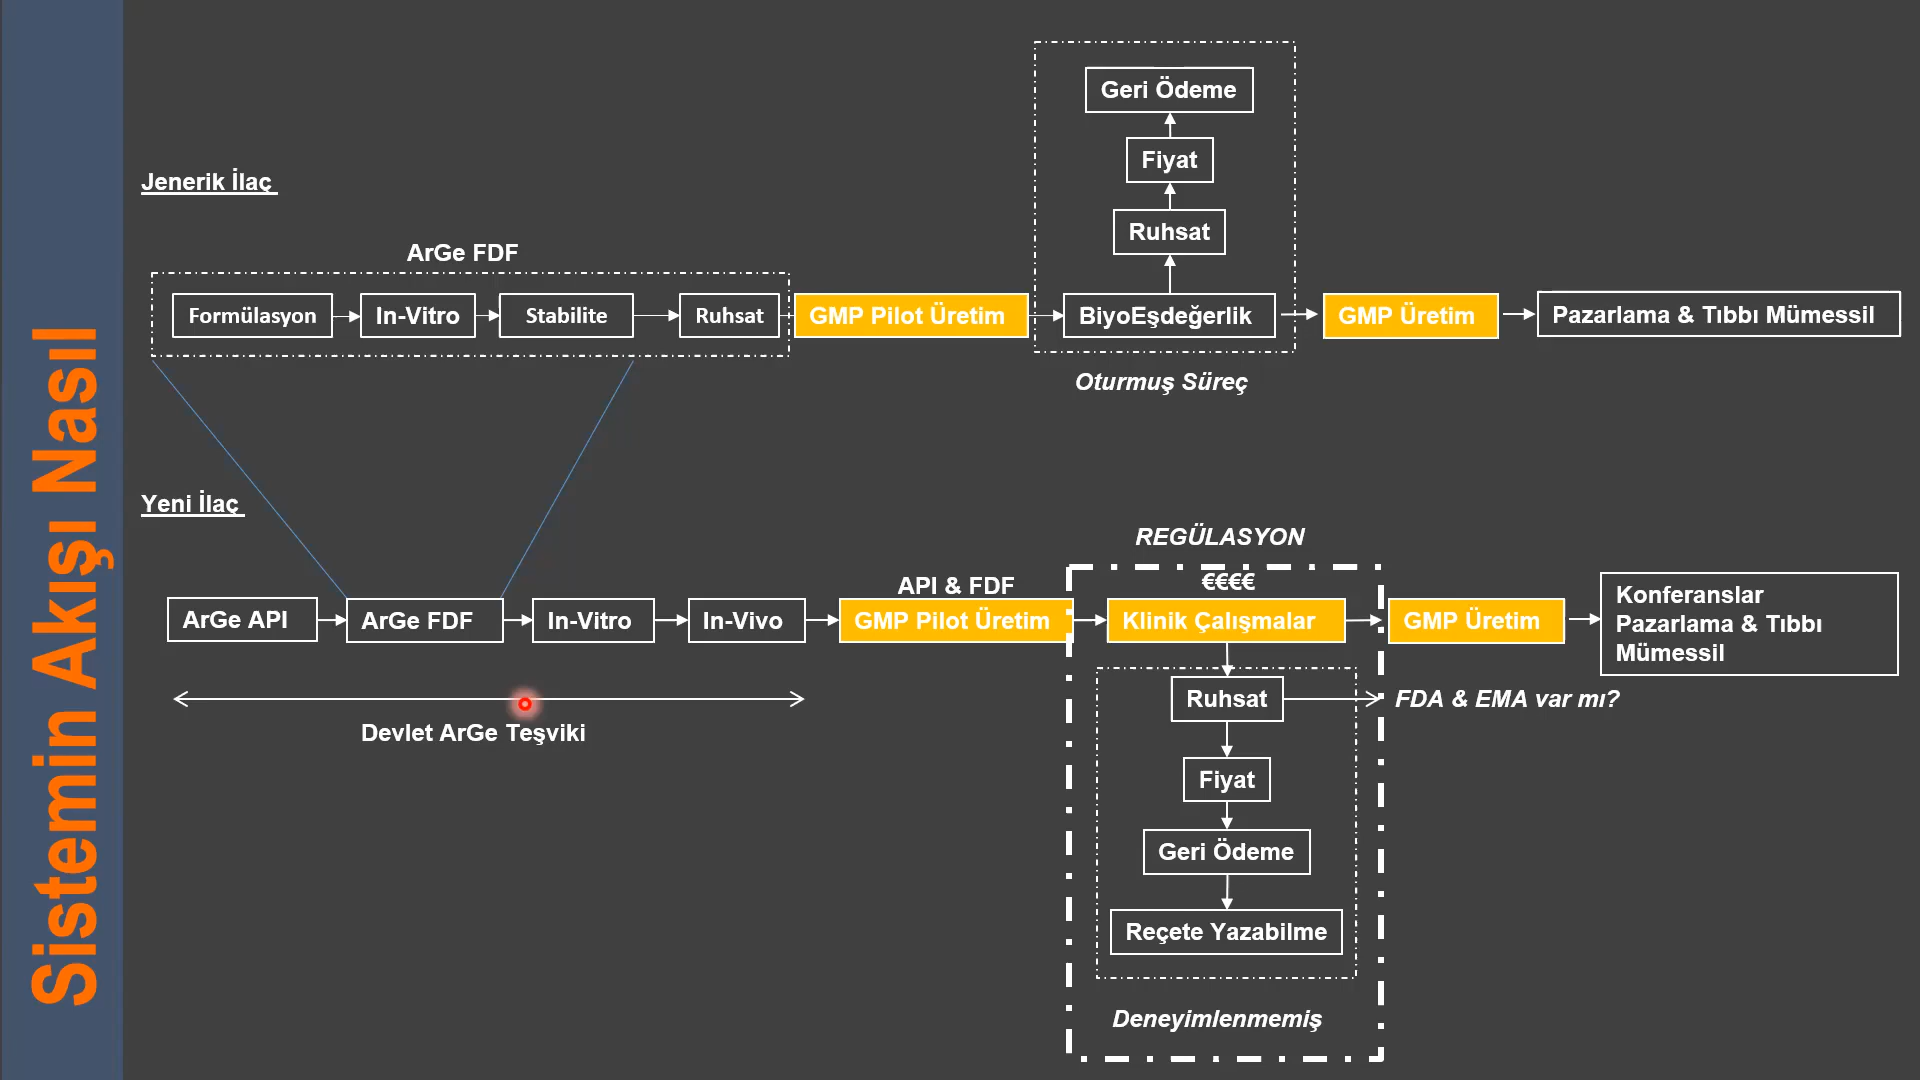 Sistemin Akışı Nasıl
Jenerik İlaç
ArGe FDF
Formülasyon
In-Vitro
Stabilite
Ruhsat
GMP Pilot Üretim
Geri Ödeme
Fiyat
Ruhsat
BiyoEşdeğerlik
Oturmuş Süreç
GMP Üretim
Pazarlama & Tıbbı Mümessil
Yeni İlaç
ArGe API
ArGe FDF
In-Vitro
In-Vivo
Devlet ArGe Teşviki
API & FDF
GMP Pilot Üretim
REGÜLASYON
€€€€
Klinik Çalışmalar
Ruhsat
FDA & EMA var mı?
Fiyat
Geri Ödeme
Reçete Yazabilme
Deneyimlenmemiş
GMP Üretim
Konferanslar
Pazarlama & Tıbbı
Mümessil